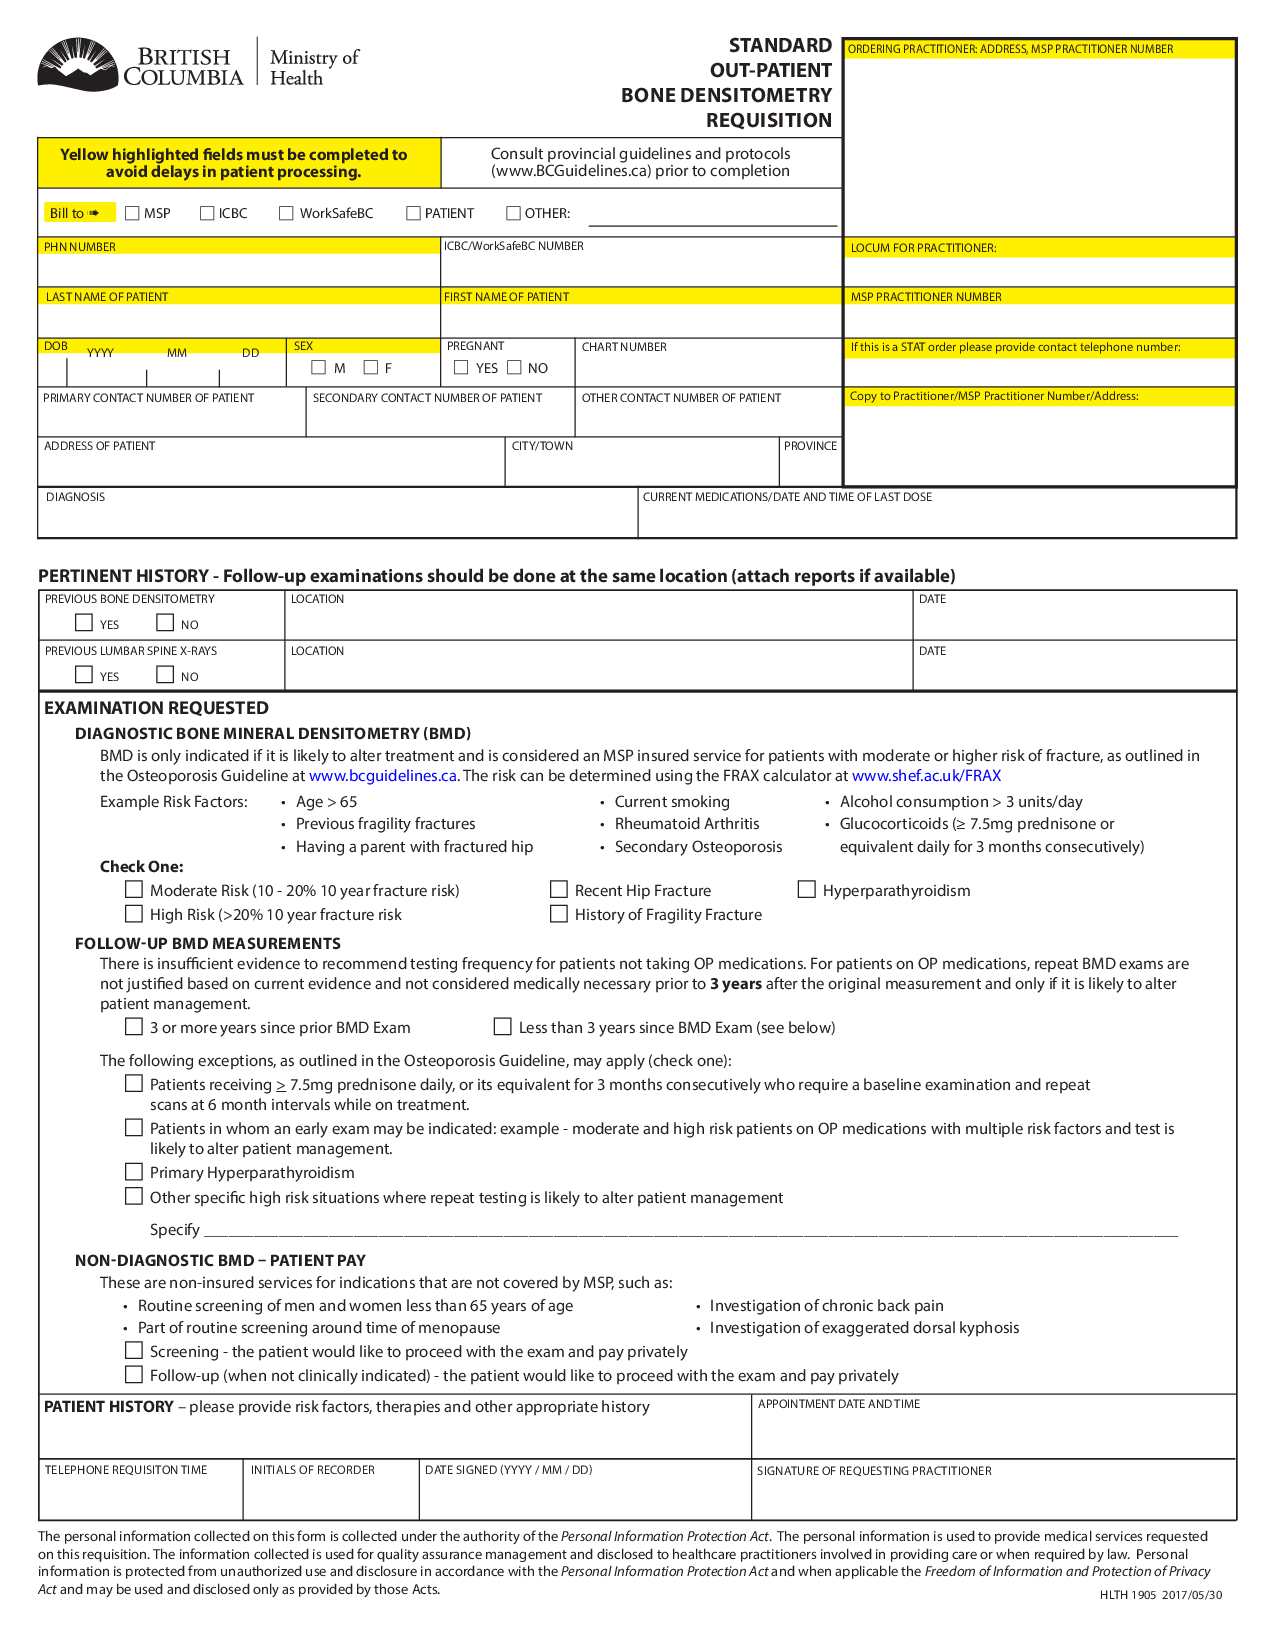 BRITISH
COLUMBIA
Ministry of
Health
STANDARD
OUT-PATIENT
BONE DENSITOMETRY
REQUISITION
ORDERING PRACTITIONER: ADDRESS, MSP PRACTITIONER NUMBER
Yellow highlighted fields must be completed to
avoid delays in patient processing.
Consult provincial guidelines and protocols
(www.BCGuidelines.ca) prior to completion
Bill to ➠ ☐ MSP ☐ ICBC ☐ WorkSafeBC ☐ PATIENT ☐ OTHER:
PHN NUMBER
ICBC/WorkSafeBC NUMBER
LOCUM FOR PRACTITIONER:
LAST NAME OF PATIENT
FIRST NAME OF PATIENT
MSP PRACTITIONER NUMBER
DOB YYYY MM DD
SEX
☐ M ☐ F
PREGNANT
☐ YES ☐ NO
CHART NUMBER
If this is a STAT order please provide contact telephone number:
PRIMARY CONTACT NUMBER OF PATIENT
SECONDARY CONTACT NUMBER OF PATIENT
OTHER CONTACT NUMBER OF PATIENT
Copy to Practitioner/MSP Practitioner Number/Address:
ADDRESS OF PATIENT
CITY/TOWN
PROVINCE
DIAGNOSIS
CURRENT MEDICATIONS/DATE AND TIME OF LAST DOSE
PERTINENT HISTORY - Follow-up examinations should be done at the same location (attach reports if available)
PREVIOUS BONE DENSITOMETRY
☐ YES ☐ NO
LOCATION
DATE
PREVIOUS LUMBAR SPINE X-RAYS
☐ YES ☐ NO
LOCATION
DATE
EXAMINATION REQUESTED
DIAGNOSTIC BONE MINERAL DENSITOMETRY (BMD)
BMD is only indicated if it is likely to alter treatment and is considered an MSP insured service for patients with moderate or higher risk of fracture, as outlined in
the Osteoporosis Guideline at www.bcguidelines.ca. The risk can be determined using the FRAX calculator at www.shef.ac.uk/FRAX
Example Risk Factors: • Age > 65 • Current smoking • Alcohol consumption > 3 units/day
• Previous fragility fractures • Rheumatoid Arthritis • Glucocorticoids (≥ 7.5mg prednisone or
• Having a parent with fractured hip • Secondary Osteoporosis equivalent daily for 3 months consecutively)
Check One:
☐ Moderate Risk (10 - 20% 10 year fracture risk) ☐ Recent Hip Fracture ☐ Hyperparathyroidism
☐ High Risk (>20% 10 year fracture risk ☐ History of Fragility Fracture
FOLLOW-UP BMD MEASUREMENTS
There is insufficient evidence to recommend testing frequency for patients not taking OP medications. For patients on OP medications, repeat BMD exams are
not justified based on current evidence and not considered medically necessary prior to 3 years after the original measurement and only if it is likely to alter
patient management.
☐ 3 or more years since prior BMD Exam ☐ Less than 3 years since BMD Exam (see below)
The following exceptions, as outlined in the Osteoporosis Guideline, may apply (check one):
☐ Patients receiving ≥ 7.5mg prednisone daily, or its equivalent for 3 months consecutively who require a baseline examination and repeat
scans at 6 month intervals while on treatment.
☐ Patients in whom an early exam may be indicated: example - moderate and high risk patients on OP medications with multiple risk factors and test is
likely to alter patient management.
☐ Primary Hyperparathyroidism
☐ Other specific high risk situations where repeat testing is likely to alter patient management
Specify
NON-DIAGNOSTIC BMD – PATIENT PAY
These are non-insured services for indications that are not covered by MSP, such as:
• Routine screening of men and women less than 65 years of age • Investigation of chronic back pain
• Part of routine screening around time of menopause • Investigation of exaggerated dorsal kyphosis
☐ Screening - the patient would like to proceed with the exam and pay privately
☐ Follow-up (when not clinically indicated) - the patient would like to proceed with the exam and pay privately
PATIENT HISTORY – please provide risk factors, therapies and other appropriate history
APPOINTMENT DATE AND TIME
TELEPHONE REQUISITON TIME
INITIALS OF RECORDER
DATE SIGNED (YYYY / MM / DD)
SIGNATURE OF REQUESTING PRACTITIONER
The personal information collected on this form is collected under the authority of the Personal Information Protection Act. The personal information is used to provide medical services requested
on this requisition. The information collected is used for quality assurance management and disclosed to healthcare practitioners involved in providing care or when required by law. Personal
information is protected from unauthorized use and disclosure in accordance with the Personal Information Protection Act and when applicable the Freedom of Information and Protection of Privacy
Act and may be used and disclosed only as provided by those Acts.
HLTH 1905 2017/05/30